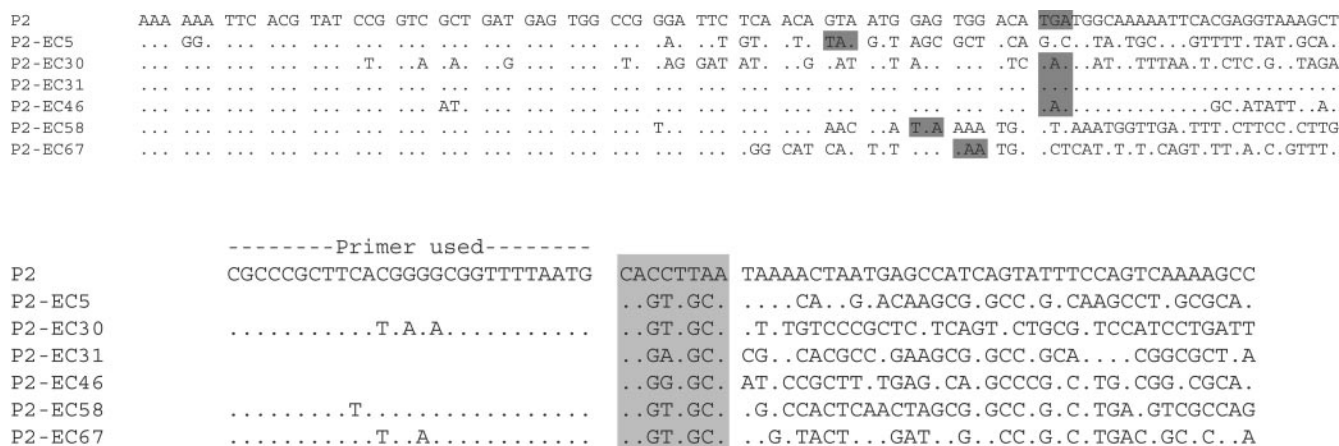 P2 AAA AAA TTC ACG TAT CCG GTC GCT GAT GAG TGG CCG GGA TTC TCA ACA GTA ATG GAG TGG ACA TGATGGCAAAAATTCACGAGGTAAAGCT
P2-EC5 ... GG. ... ... ... ... ... ... ... ... ... ... .A. ..T GT. .T. TA. G.T AGC GCT .CA G.C..TA.TGC...GTTTT.TAT.GCA.
P2-EC30 ... ... ... ... ... T.. ..A .A. ..G ... ... T.. .AG GAT AT. ..G .AT ..T A.. ... .TC .A...AT..TTTAA.T.CTC.G..TAGA
P2-EC31 ... ... ... ... ... ... ... ... ... ... ... ... ... ... ... ... ... ... ... ... ... ................................
P2-EC46 ... ... ... ... ... ... ... AT. ... ... ... ... ... ... ... ... ... ... ... ... ... .A..............GC.ATATT..A.
P2-EC58 ... ... ... ... ... ... ... ... ... ... ... ... T.. ... ... ... AAC ..A T.A AAA TG. .T.AAATGGTTGA.TTT.CTTCC.CTTG
P2-EC67 ... ... ... ... ... ... ... ... ... ... ... ... ... ... .GG CAT CA. T.T ... .AA TG. ..CTCAT.T.T.CAGT.TT.A.C.GTTT.
--------Primer used--------
P2 CGCCCGCTTCACGGGGCGGTTTTAATG CACCTTAA TAAAACTAATGAGCCATCAGTATTTCCAGTCAAAAGCC
P2-EC5 ..GT.GC. ....CA..G.ACAAGCG.GCC.G.CAAGCCT.GCGCA.
P2-EC30 ...........T.A.A........... ..GT.GC. .T.TGTCCCGCTC.TCAGT.CTGCG.TCCATCCTGATT
P2-EC31 ..GA.GC. CG..CACGCC.GAAGCG.GCC.GCA....CGGCGCT.A
P2-EC46 ..GG.GC. AT.CCGCTT.TGAG.CA.GCCCG.C.TG.CGG.CGCA.
P2-EC58 .........T................. ..GT.GC. .G.CCACTCAACTAGCG.GCC.G.C.TGA.GTCGCCAG
P2-EC67 ...........T..A............ ..GT.GC. ..G.TACT...GAT..G..CC.G.C.TGAC.GC.C..A